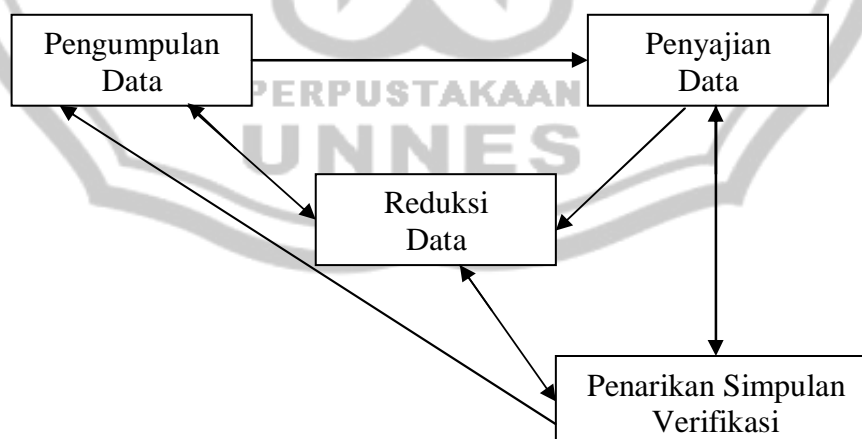 Pengumpulan
Data
Penyajian
Data
PERPUSTAKAAN
UNNES
Reduksi
Data
Penarikan Simpulan
Verifikasi